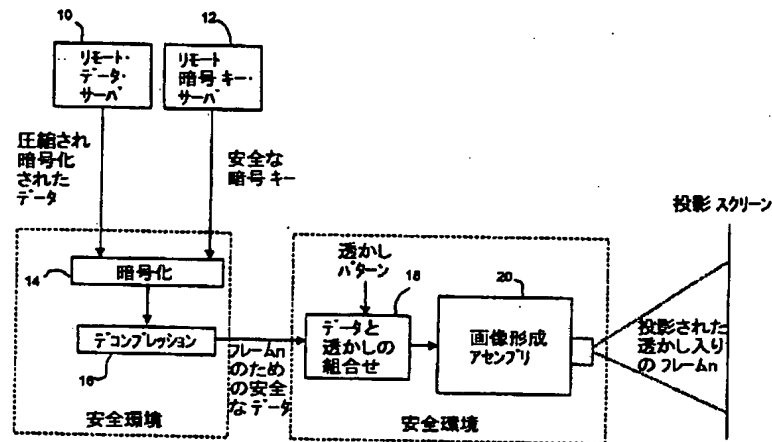 10
リモート・
データ・
サーバ
12
リモート
暗号 キー・
サーバ
圧縮され
暗号化
された
データ
安全な
暗号 キー
投影 スクリーン
14
暗号化
デコンプレッション
16
安全環境
フレームn
のため
の安全
なデータ
透かし
パターン
18
データと
透かしの
組合せ
20
画像形成
アセンブリ
安全環境
投影された
透かし入り
の フレームn